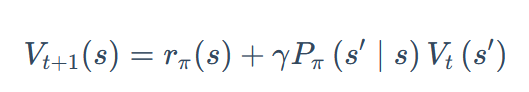 V_{t+1}(s) = r_π(s) + γP_π (s′ | s) V_t (s′)